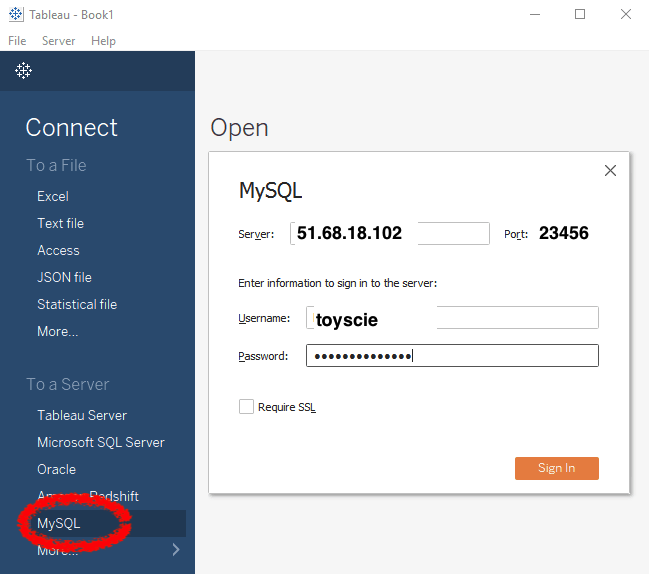 Tableau - Book1
File Server Help
Connect
To a File
Excel
Text file
Access
JSON file
Statistical file
More...
To a Server
Tableau Server
Microsoft SQL Server
Oracle
Amazon Redshift
MySQL
More...
Open
MySQL
Server: 51.68.18.102 Port: 23456
Enter information to sign in to the server:
Username: toyscie
Password: ••••••••••••••
Require SSL
Sign In